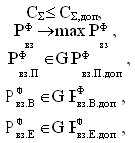 C_Σ ≤ C_Σ,доп,
P^Ф_вз → max P^Ф_вз,
P^Ф_вз.П ∈ G P^Ф_вз.П.доп,
P^Ф_вз.В ∈ G P^Ф_вз.В.доп,
P^Ф_вз.Е ∈ G P^Ф_вз.Е.доп,